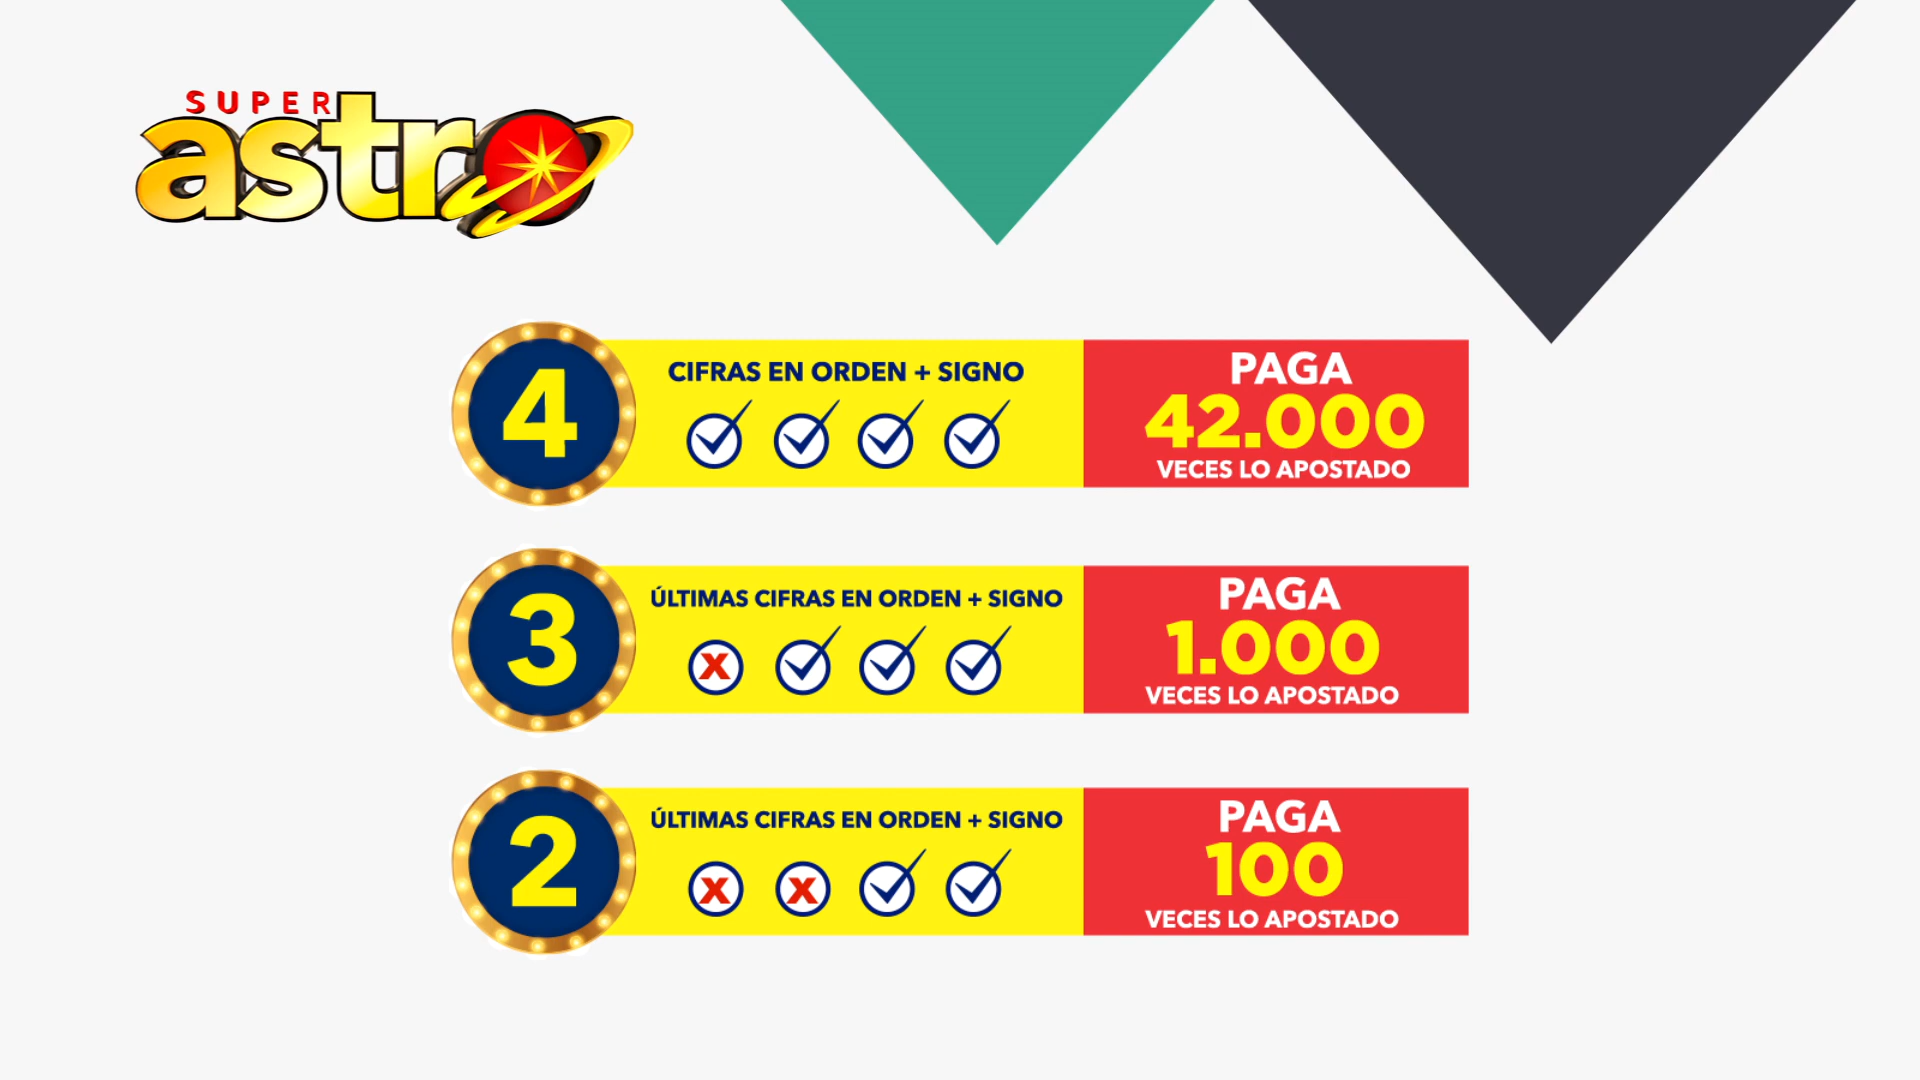 SUPER
astro
4
CIFRAS EN ORDEN + SIGNO
PAGA
42.000
VECES LO APOSTADO
3
ÚLTIMAS CIFRAS EN ORDEN + SIGNO
X
PAGA
1.000
VECES LO APOSTADO
2
ÚLTIMAS CIFRAS EN ORDEN + SIGNO
X X
PAGA
100
VECES LO APOSTADO